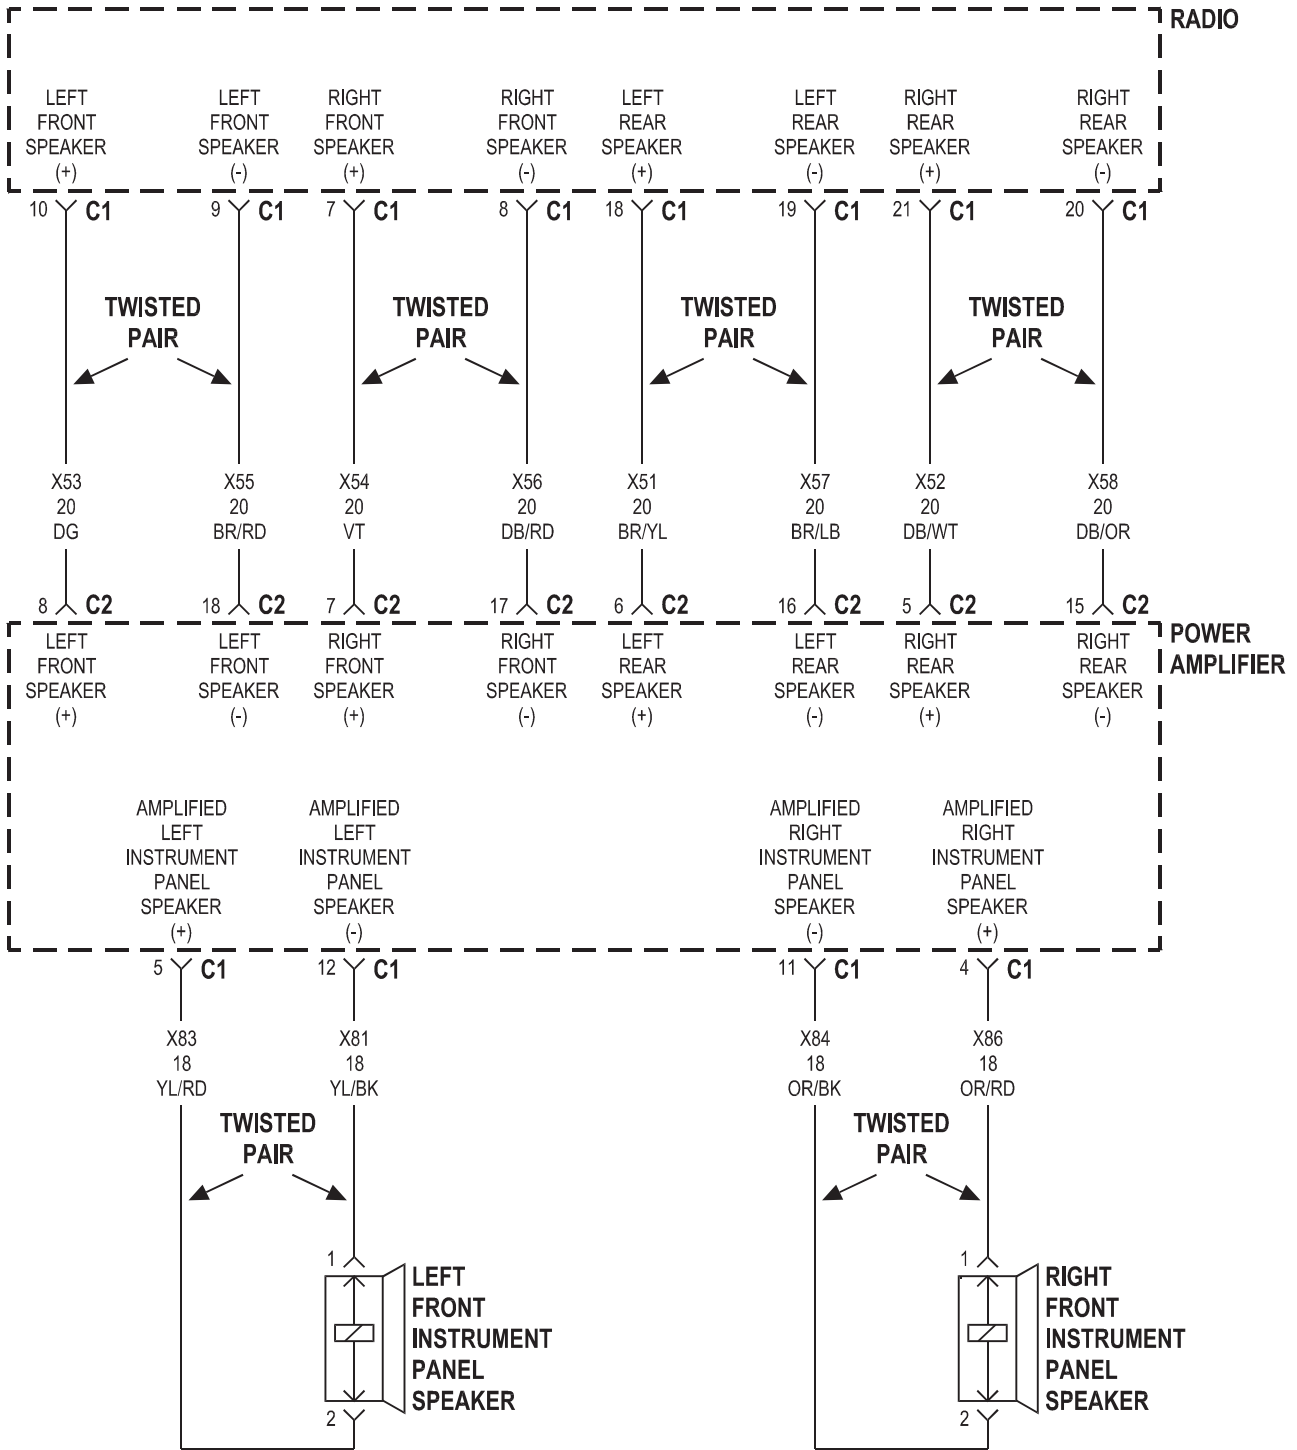 RADIO
LEFT FRONT SPEAKER (+)
LEFT FRONT SPEAKER (-)
RIGHT FRONT SPEAKER (+)
RIGHT FRONT SPEAKER (-)
LEFT REAR SPEAKER (+)
LEFT REAR SPEAKER (-)
RIGHT REAR SPEAKER (+)
RIGHT REAR SPEAKER (-)
10 C1
9 C1
7 C1
8 C1
18 C1
19 C1
21 C1
20 C1
TWISTED PAIR
TWISTED PAIR
TWISTED PAIR
TWISTED PAIR
X53 20 DG
X55 20 BR/RD
X54 20 VT
X56 20 DB/RD
X51 20 BR/YL
X57 20 BR/LB
X52 20 DB/WT
X58 20 DB/OR
8 C2
18 C2
7 C2
17 C2
6 C2
16 C2
5 C2
15 C2
POWER AMPLIFIER
LEFT FRONT SPEAKER (+)
LEFT FRONT SPEAKER (-)
RIGHT FRONT SPEAKER (+)
RIGHT FRONT SPEAKER (-)
LEFT REAR SPEAKER (+)
LEFT REAR SPEAKER (-)
RIGHT REAR SPEAKER (+)
RIGHT REAR SPEAKER (-)
AMPLIFIED LEFT INSTRUMENT PANEL SPEAKER (+)
AMPLIFIED LEFT INSTRUMENT PANEL SPEAKER (-)
AMPLIFIED RIGHT INSTRUMENT PANEL SPEAKER (-)
AMPLIFIED RIGHT INSTRUMENT PANEL SPEAKER (+)
5 C1
12 C1
11 C1
4 C1
X83 18 YL/RD
X81 18 YL/BK
X84 18 OR/BK
X86 18 OR/RD
TWISTED PAIR
TWISTED PAIR
1
LEFT FRONT INSTRUMENT PANEL SPEAKER
2
1
RIGHT FRONT INSTRUMENT PANEL SPEAKER
2